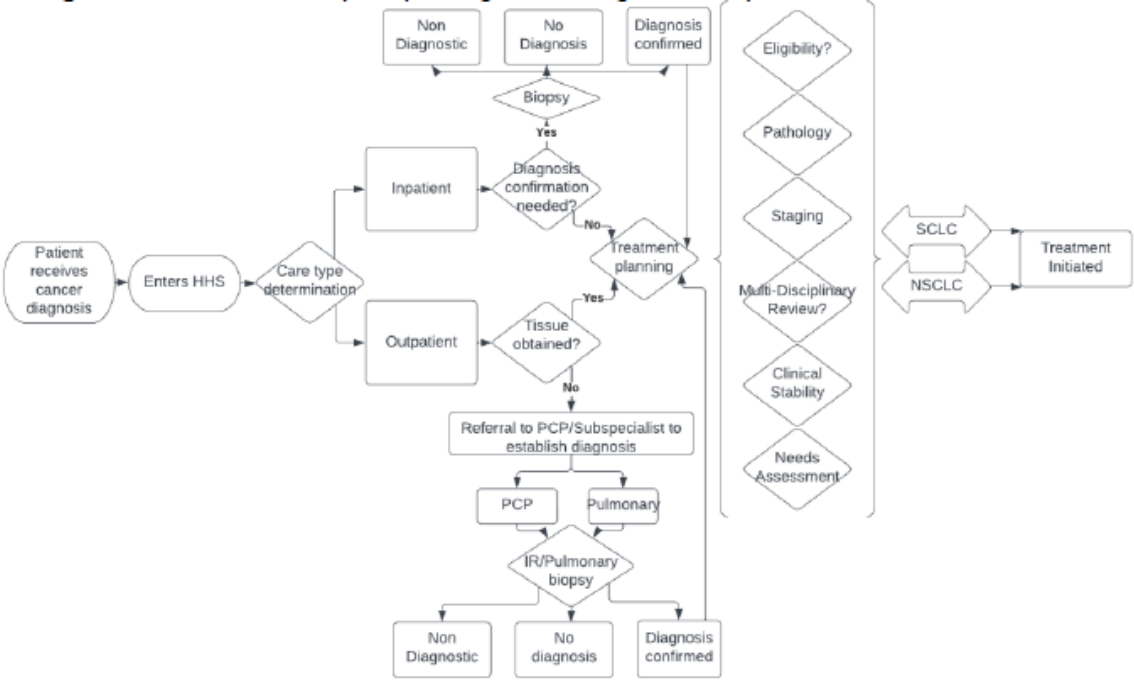 Non
Diagnostic
No
Diagnosis
Diagnosis
confirmed
Biopsy
Yes
Inpatient
Diagnosis
confirmation
needed?
No
Patient
receives
cancer
diagnosis
Enters HHS
Care type
determination
Treatment
planning
Outpatient
Tissue
obtained?
Yes
No
Referral to PCP/Subspecialist to
establish diagnosis
PCP
Pulmonary
IR/Pulmonary
biopsy
Non
Diagnostic
No
diagnosis
Diagnosis
confirmed
Eligibility?
Pathology
Staging
Multi-Disciplinary
Review?
Clinical
Stability
Needs
Assessment
SCLC
NSCLC
Treatment
Initiated